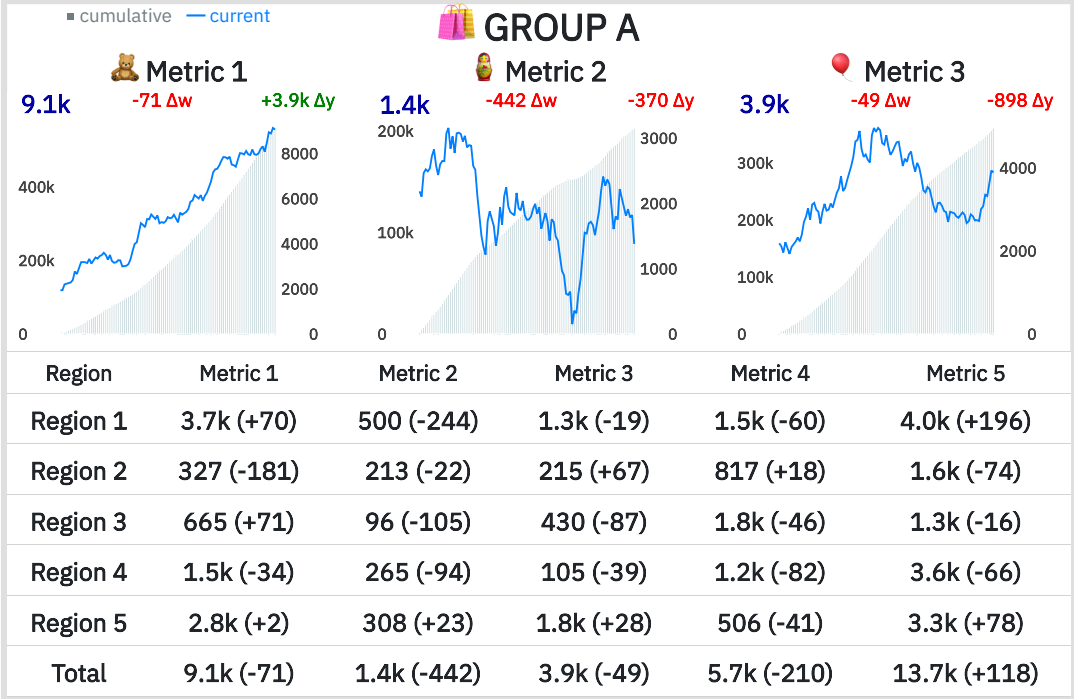 cumulative current
GROUP A
Metric 1 Metric 2 Metric 3
9.1k -71 Δw +3.9k Δy 1.4k -442 Δw -370 Δy 3.9k -49 Δw -898 Δy
400k 200k 0 8000 6000 4000 2000 0
200k 100k 0 3000 2000 1000 0
300k 200k 100k 0 4000 2000 0
Region Metric 1 Metric 2 Metric 3 Metric 4 Metric 5
Region 1 3.7k (+70) 500 (-244) 1.3k (-19) 1.5k (-60) 4.0k (+196)
Region 2 327 (-181) 213 (-22) 215 (+67) 817 (+18) 1.6k (-74)
Region 3 665 (+71) 96 (-105) 430 (-87) 1.8k (-46) 1.3k (-16)
Region 4 1.5k (-34) 265 (-94) 105 (-39) 1.2k (-82) 3.6k (-66)
Region 5 2.8k (+2) 308 (+23) 1.8k (+28) 506 (-41) 3.3k (+78)
Total 9.1k (-71) 1.4k (-442) 3.9k (-49) 5.7k (-210) 13.7k (+118)